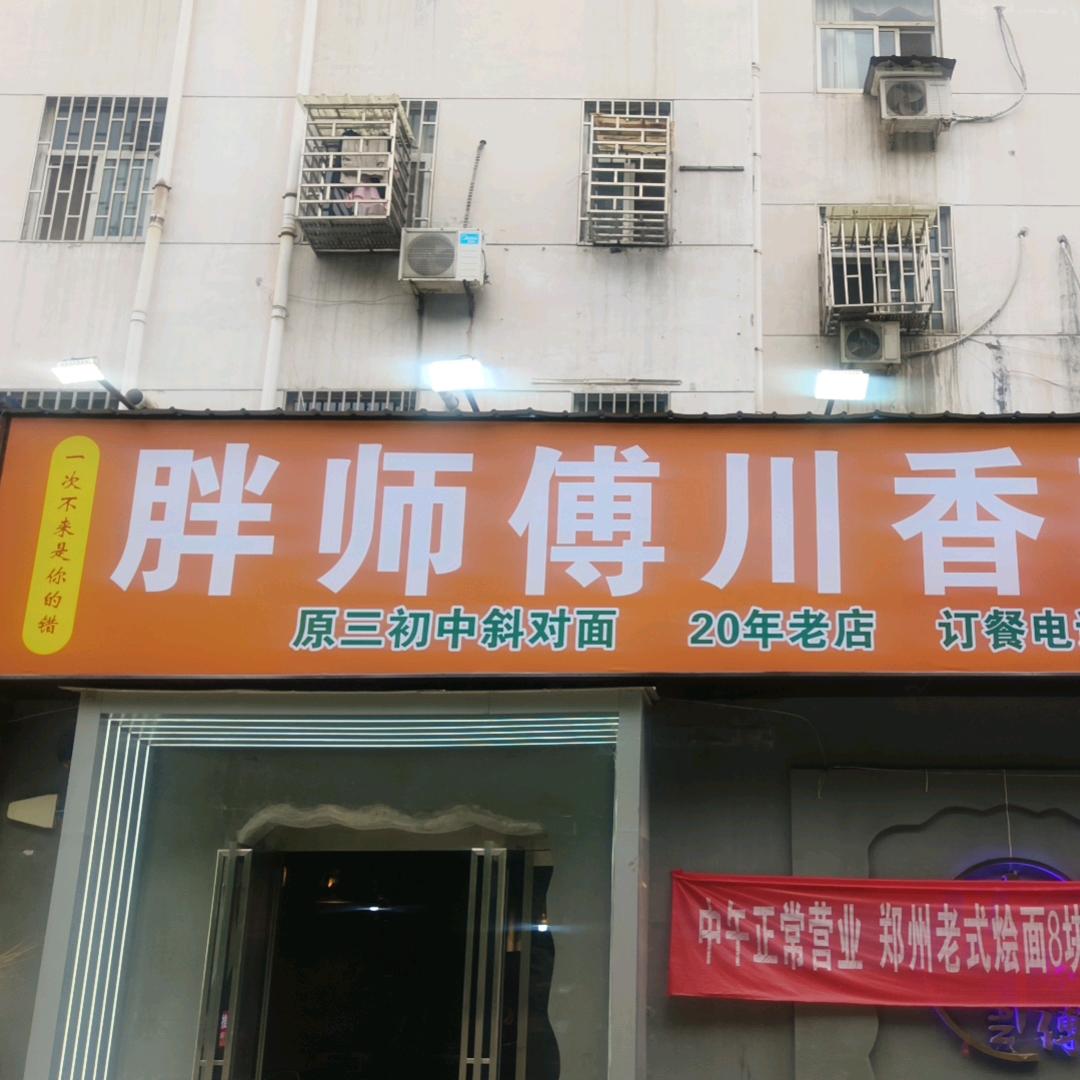 一次不来是你的错
胖师傅川香
原三初中斜对面 20年老店 订餐电
中午正常营业 郑州老式烩面8块